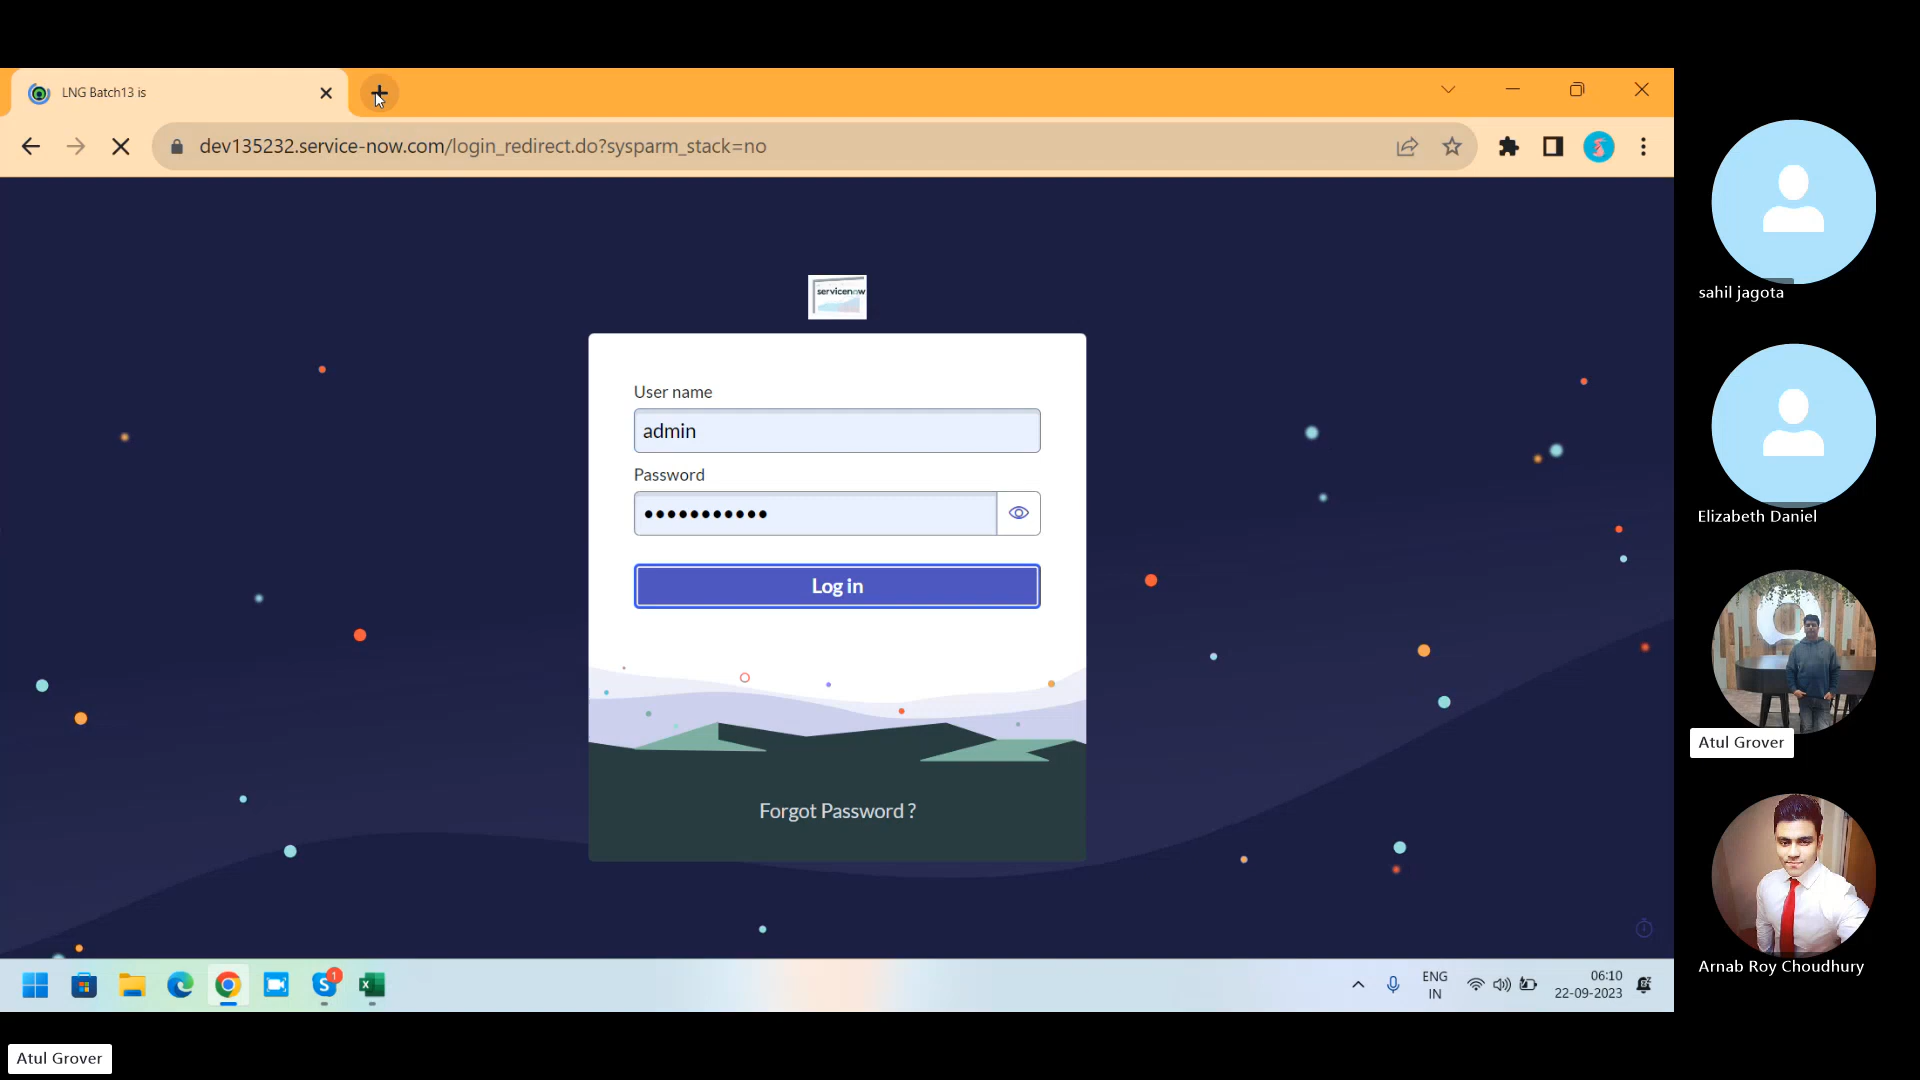 LNG Batch13 is
dev135232.service-now.com/login_redirect.do?sysparm_stack=no
servicenow
User name
admin
Password
Log in
Forgot Password ?
sahil jagota
Elizabeth Daniel
Atul Grover
Arnab Roy Choudhury
1
ENG
IN
06:10
22-09-2023
Atul Grover